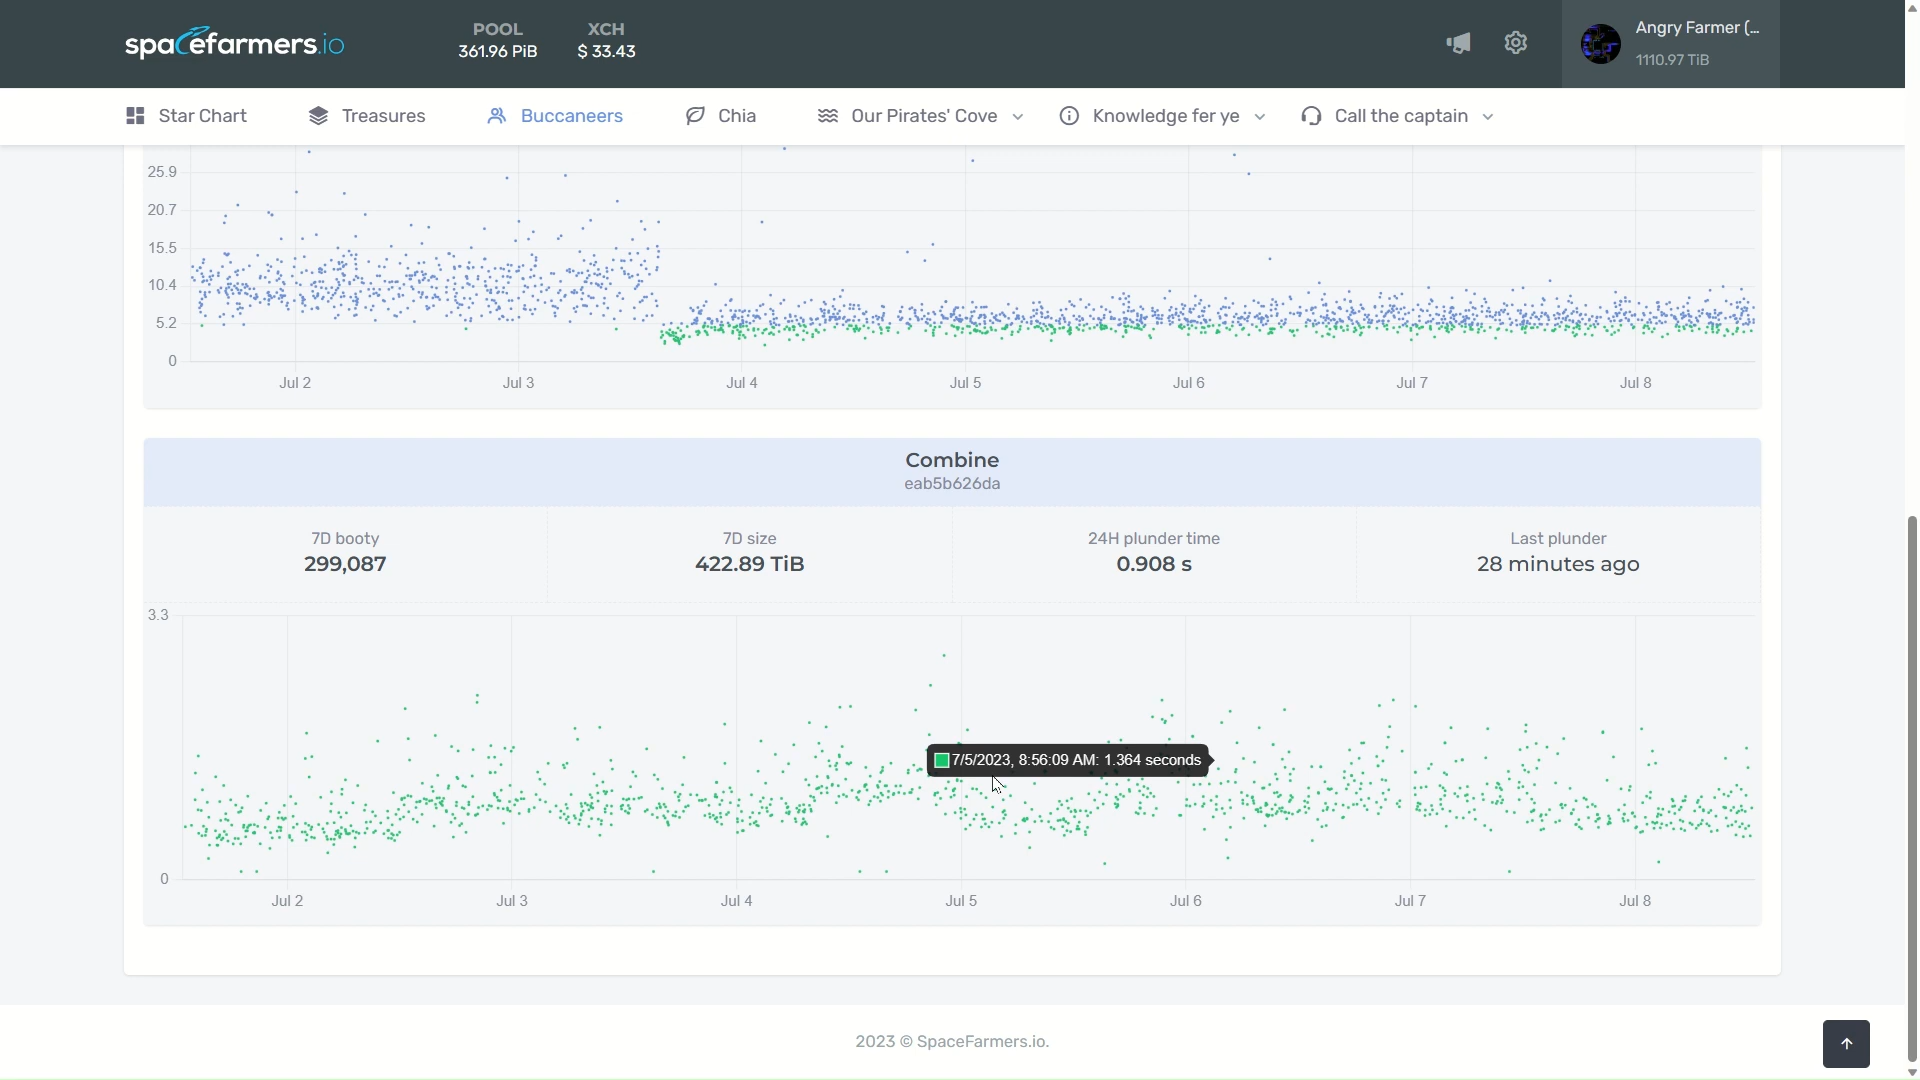 spacefarmers.io
POOL
361.96 PiB
XCH
$ 33.43
Angry Farmer (...
1110.97 TiB
Star Chart
Treasures
Buccaneers
Chia
Our Pirates' Cove
Knowledge fer ye
Call the captain
25.9
20.7
15.5
10.4
5.2
0
Jul 2
Jul 3
Jul 4
Jul 5
Jul 6
Jul 7
Jul 8
Combine
eab5b626da
7D booty
299,087
7D size
422.89 TiB
24H plunder time
0.908 s
Last plunder
28 minutes ago
3.3
7/5/2023, 8:56:09 AM: 1.364 seconds
0
Jul 2
Jul 3
Jul 4
Jul 5
Jul 6
Jul 7
Jul 8
2023 © SpaceFarmers.io.